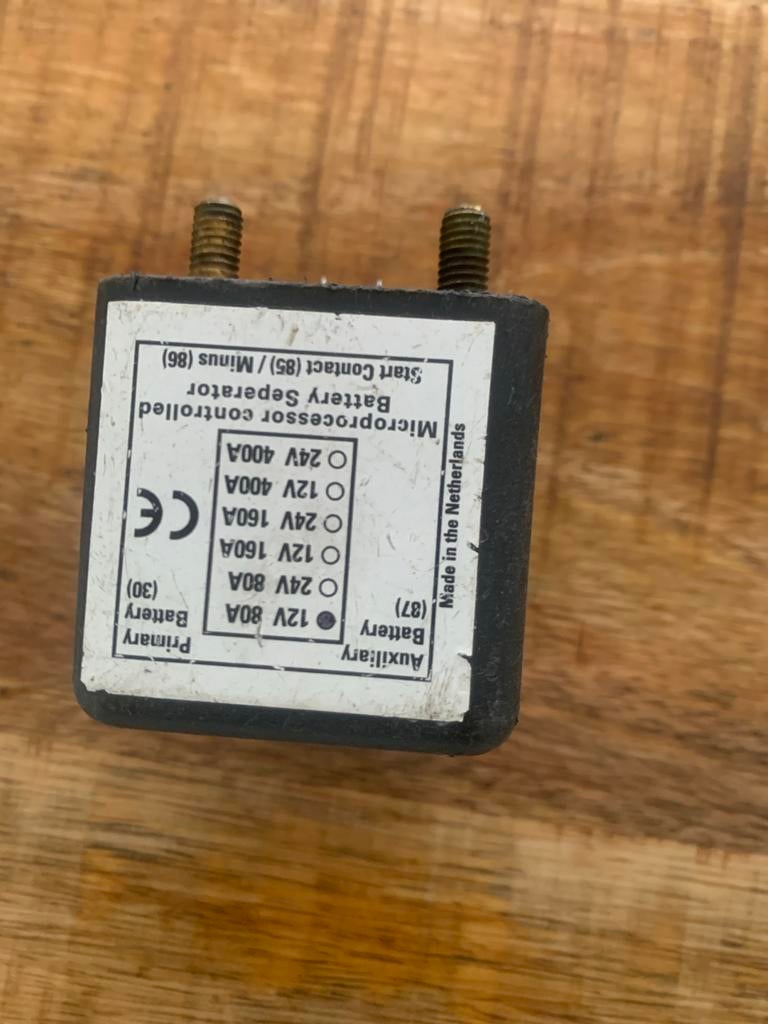 Auxiliary
Battery
(87)
Primary
Battery
(30)
12V 80A
24V 80A
12V 160A
24V 160A
12V 400A
24V 400A
CE
Microprocessor controlled
Battery Seperator
Start Contact (85) / Minus (86)
Made in the Netherlands